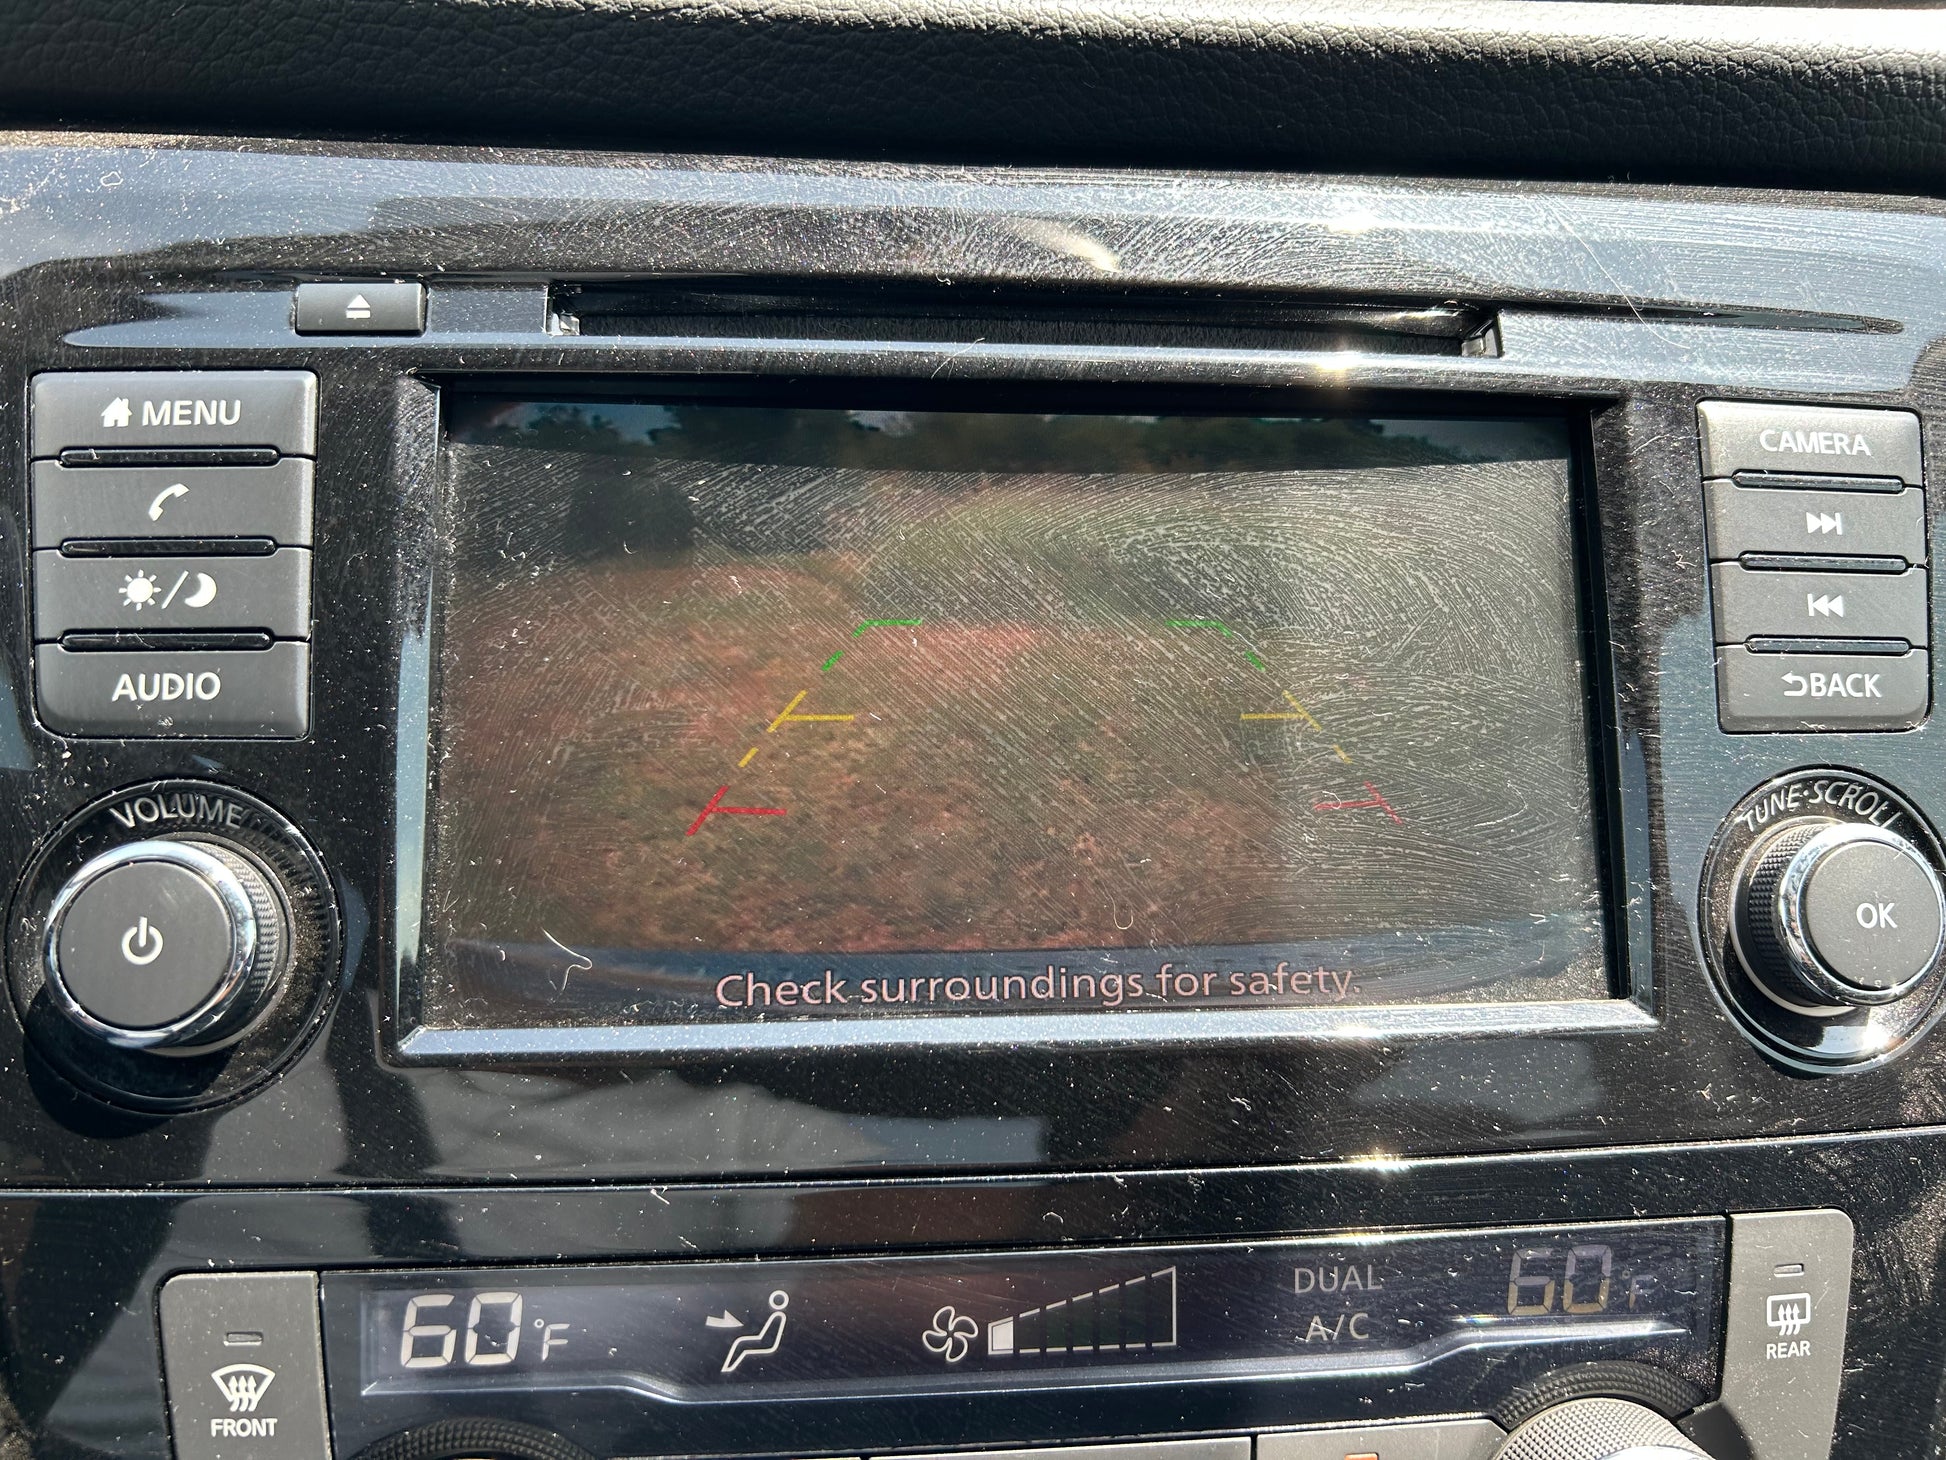 MENU
CAMERA
AUDIO
BACK
VOLUME
TUNE·SCROLL
OK
Check surroundings for safety.
60°F
DUAL
A/C
60°F
FRONT
REAR